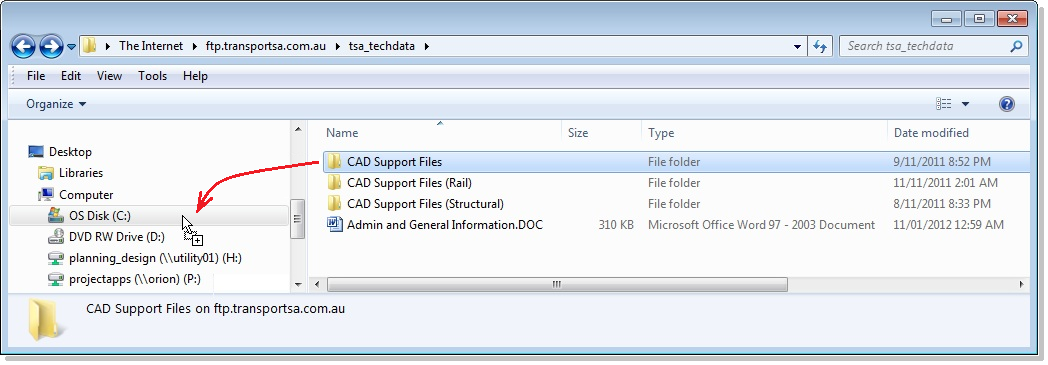 The Internet ftp.transportsa.com.au tsa_techdata Search tsa_techdata
File Edit View Tools Help
Organize
Desktop
Libraries
Computer
OS Disk (C:)
DVD RW Drive (D:)
planning_design (\\utility01) (H:)
projectapps (\\orion) (P:)
Name Size Type Date modified
CAD Support Files File folder 9/11/2011 8:52 PM
CAD Support Files (Rail) File folder 11/11/2011 2:01 AM
CAD Support Files (Structural) File folder 8/11/2011 8:33 PM
Admin and General Information.DOC 310 KB Microsoft Office Word 97 - 2003 Document 11/01/2012 12:59 AM
CAD Support Files on ftp.transportsa.com.au